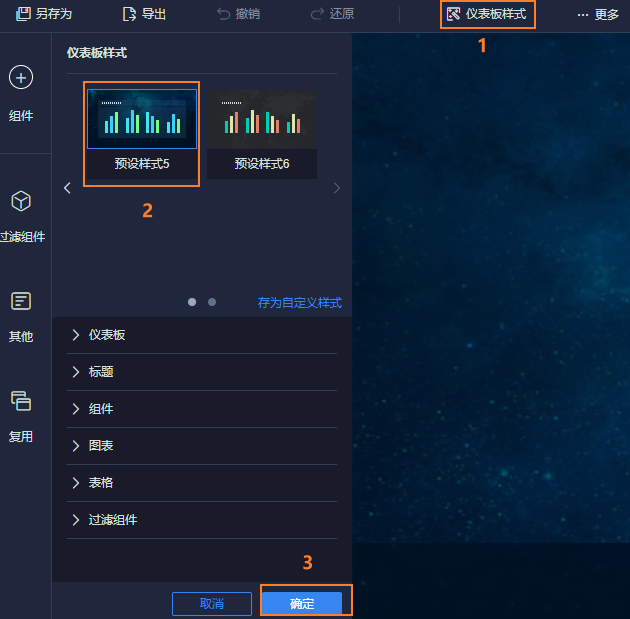 另存为 导出 撤销 还原 仪表板样式 ··· 更多
1
仪表板样式
组件
预设样式5 预设样式6
2
过滤组件
存为自定义样式
其他
仪表板
标题
组件
复用
图表
表格
过滤组件
3
取消 确定